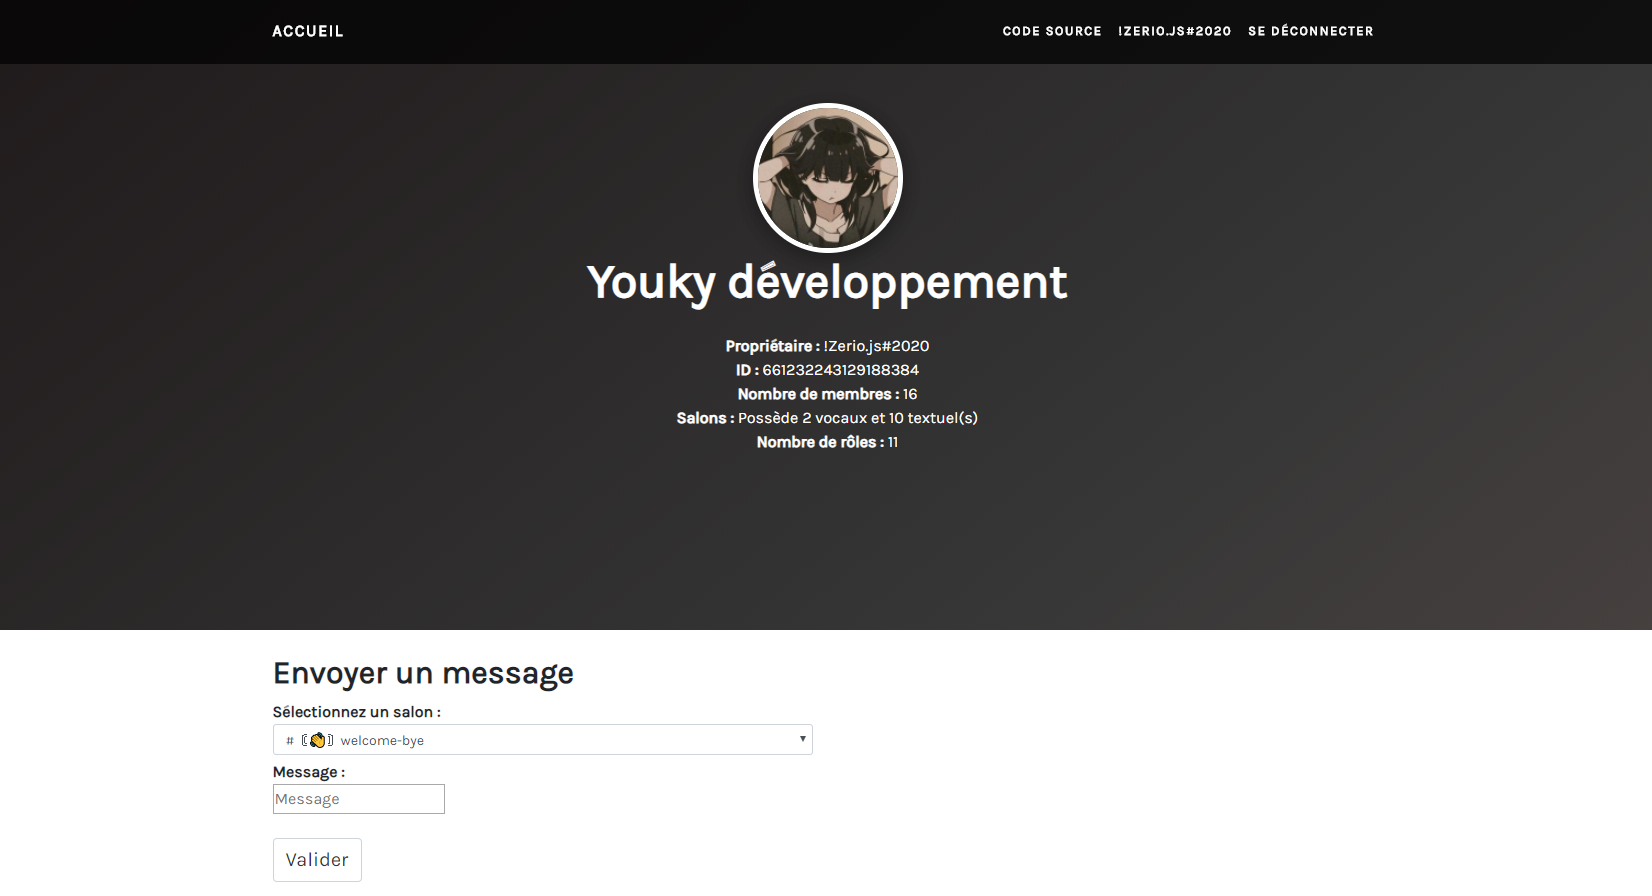 ACCUEIL CODE SOURCE !ZERIO.JS#2020 SE DÉCONNECTER
Youky développement
Propriétaire : !Zerio.js#2020
ID : 661232243129188384
Nombre de membres : 16
Salons : Possède 2 vocaux et 10 textuel(s)
Nombre de rôles : 11
Envoyer un message
Sélectionnez un salon :
# 〘👏〙 welcome-bye
Message :
Message
Valider